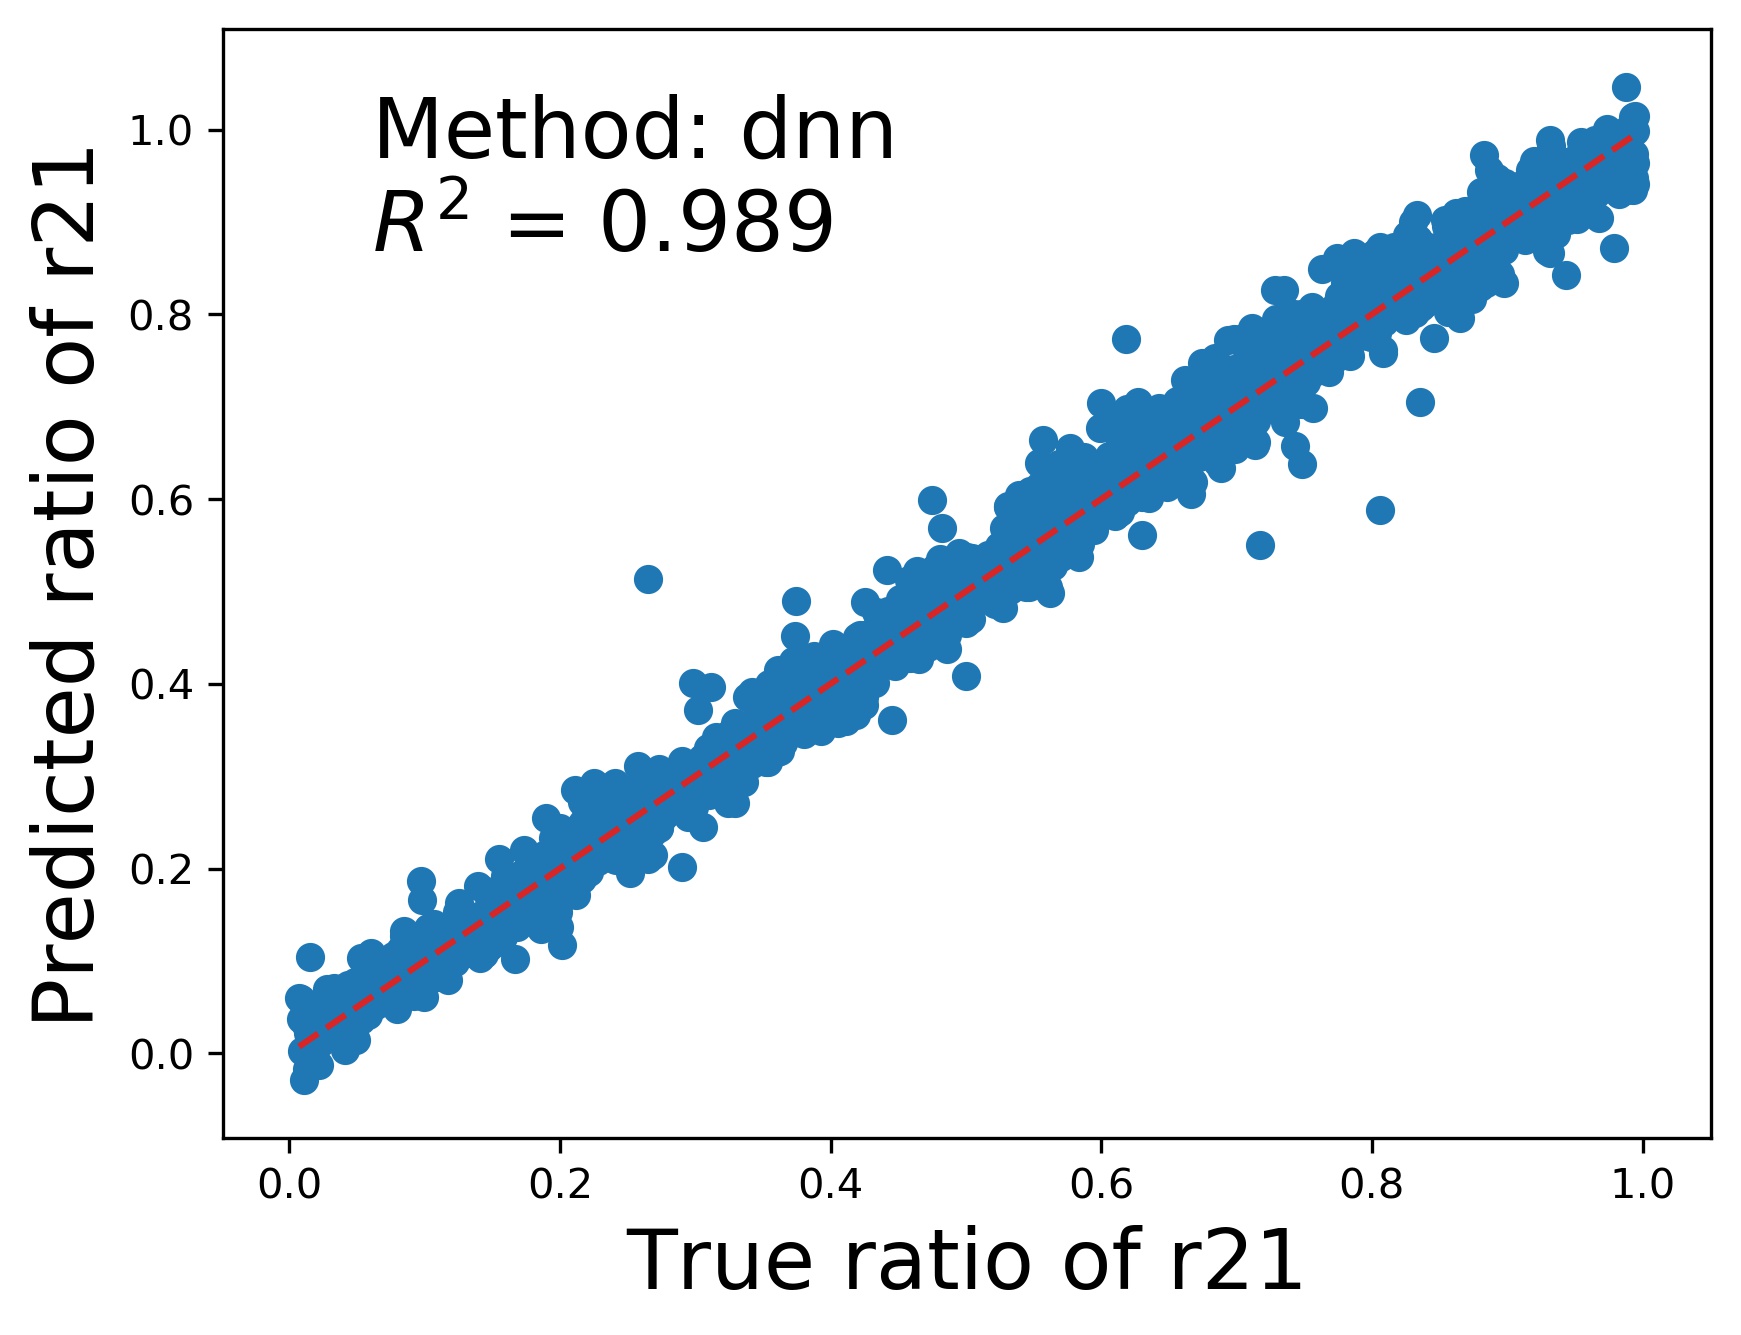 Method: dnn
R² = 0.989
Predicted ratio of r21
1.0
0.8
0.6
0.4
0.2
0.0
0.0 0.2 0.4 0.6 0.8 1.0
True ratio of r21